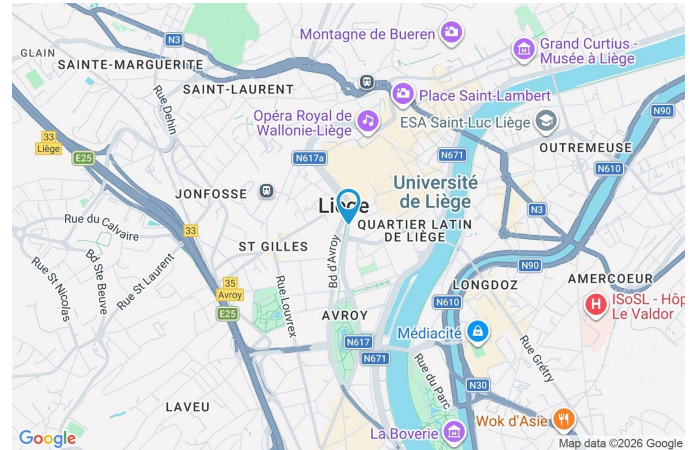 N3
Montagne de Bueren
GLAIN
SAINTE-MARGUERITE
Grand Curtius -
Musée à Liège
SAINT-LAURENT
Place Saint-Lambert
Rue Dehin
Opéra Royal de
Wallonie-Liège
ESA Saint-Luc Liège
N90
33
Liège
E25
N617a
N671
OUTREMEUSE
N610
JONFOSSE
Université
de Liège
Liège
Rue du Calvaire
33
N3
QUARTIER LATIN
DE LIÈGE
ST GILLES
Bd d'Avroy
Bd Ste Beuve
Rue St Laurent
Rue St Nicolas
N90
AMERCOEUR
35
Avroy
E25
Rue Louvrex
LONGDOZ
N610
ISoSL - Hôp
Le Valdor
AVROY
Médiacité
N617
N671
Rue du Parc
Rue Grétry
N30
LAVEU
Wok d'Asie
La Boverie
Google
Map data ©2026 Google